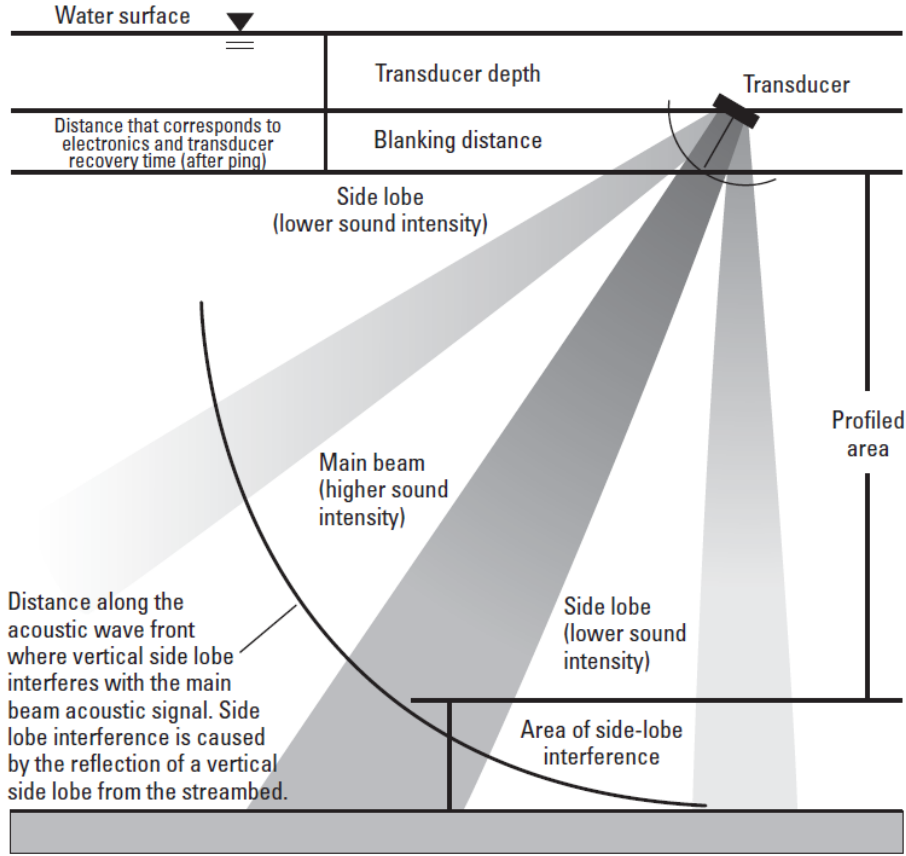 Water surface
Transducer depth
Transducer
Distance that corresponds to
electronics and transducer
recovery time (after ping)
Blanking distance
Side lobe
(lower sound intensity)
Profiled
area
Main beam
(higher sound
intensity)
Side lobe
(lower sound
intensity)
Distance along the
acoustic wave front
where vertical side lobe
interferes with the main
beam acoustic signal. Side
lobe interference is caused
by the reflection of a vertical
side lobe from the streambed.
Area of side-lobe
interference